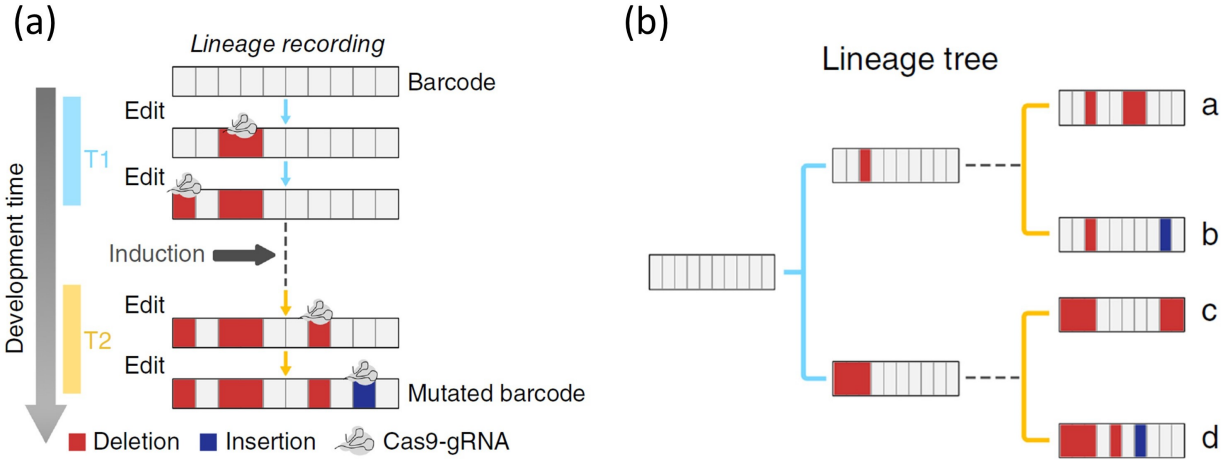 (a)
Lineage recording
Barcode
Edit
T1
Edit
Development time
Induction
Edit
T2
Edit
Mutated barcode
Deletion Insertion Cas9-gRNA
(b)
Lineage tree
a
b
c
d